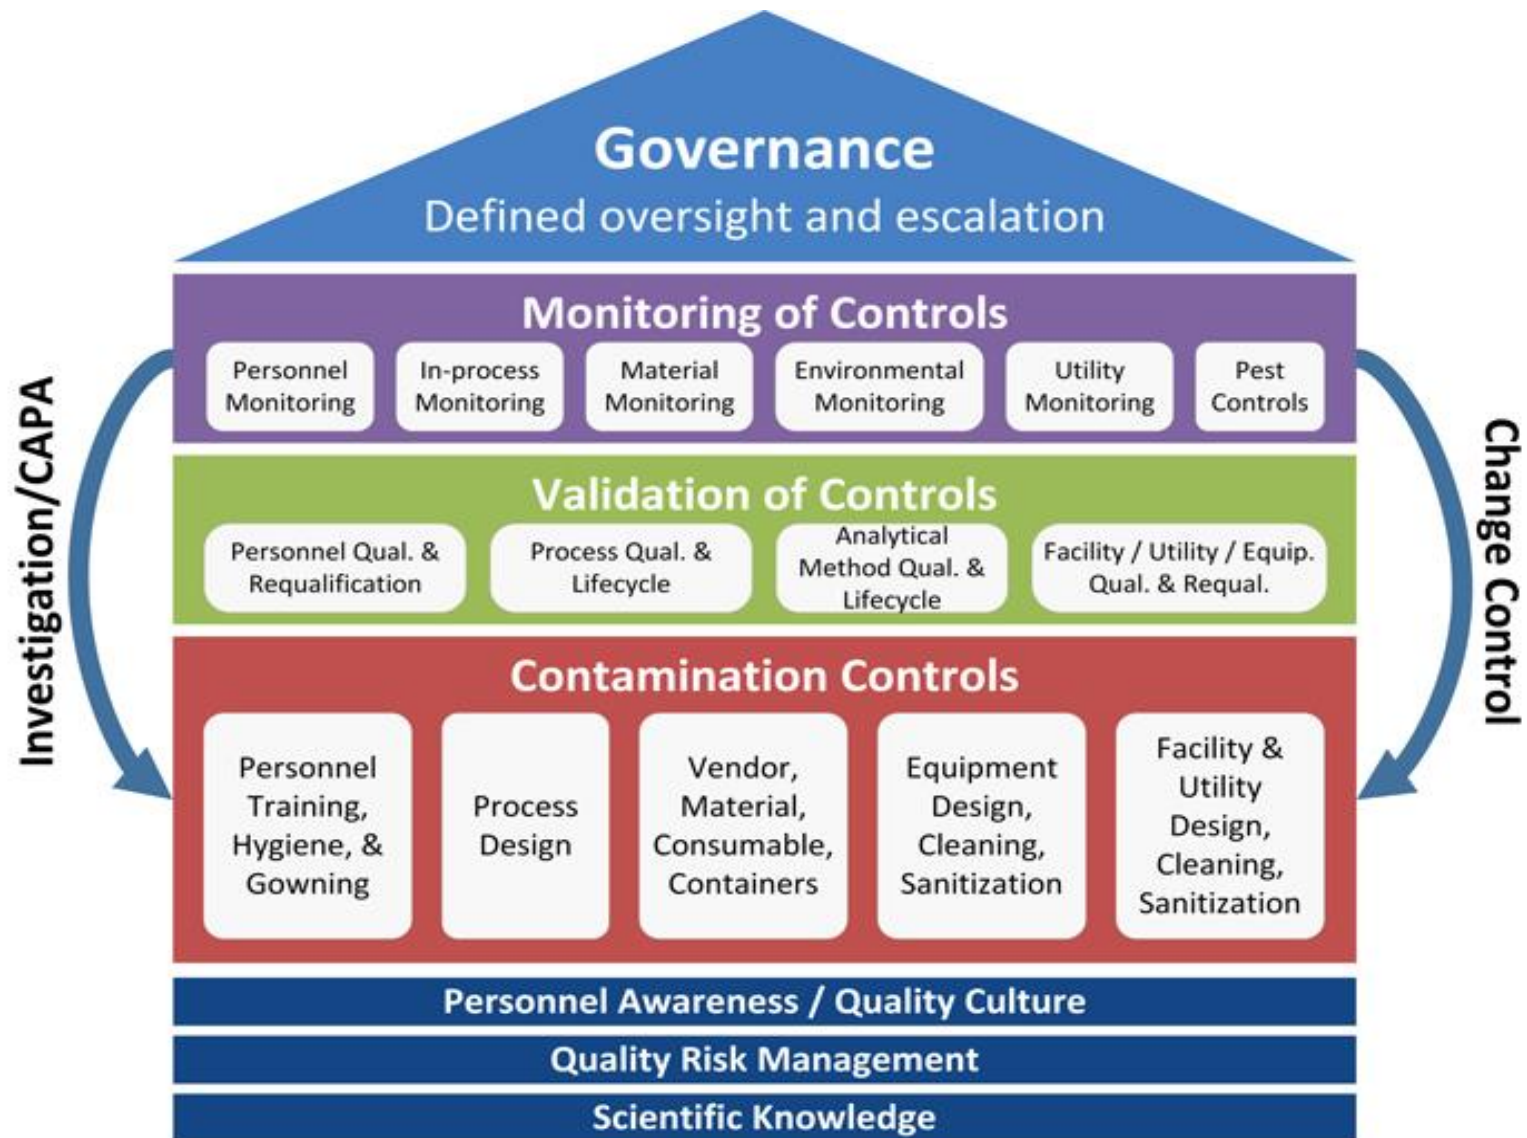 Governance
Defined oversight and escalation
Monitoring of Controls
Personnel
Monitoring
In-process
Monitoring
Material
Monitoring
Environmental
Monitoring
Utility
Monitoring
Pest
Controls
Investigation/CAPA
Change Control
Validation of Controls
Personnel Qual. &
Requalification
Process Qual. &
Lifecycle
Analytical
Method Qual. &
Lifecycle
Facility / Utility / Equip.
Qual. & Requal.
Contamination Controls
Personnel
Training,
Hygiene, &
Gowning
Process
Design
Vendor,
Material,
Consumable,
Containers
Equipment
Design,
Cleaning,
Sanitization
Facility &
Utility
Design,
Cleaning,
Sanitization
Personnel Awareness / Quality Culture
Quality Risk Management
Scientific Knowledge